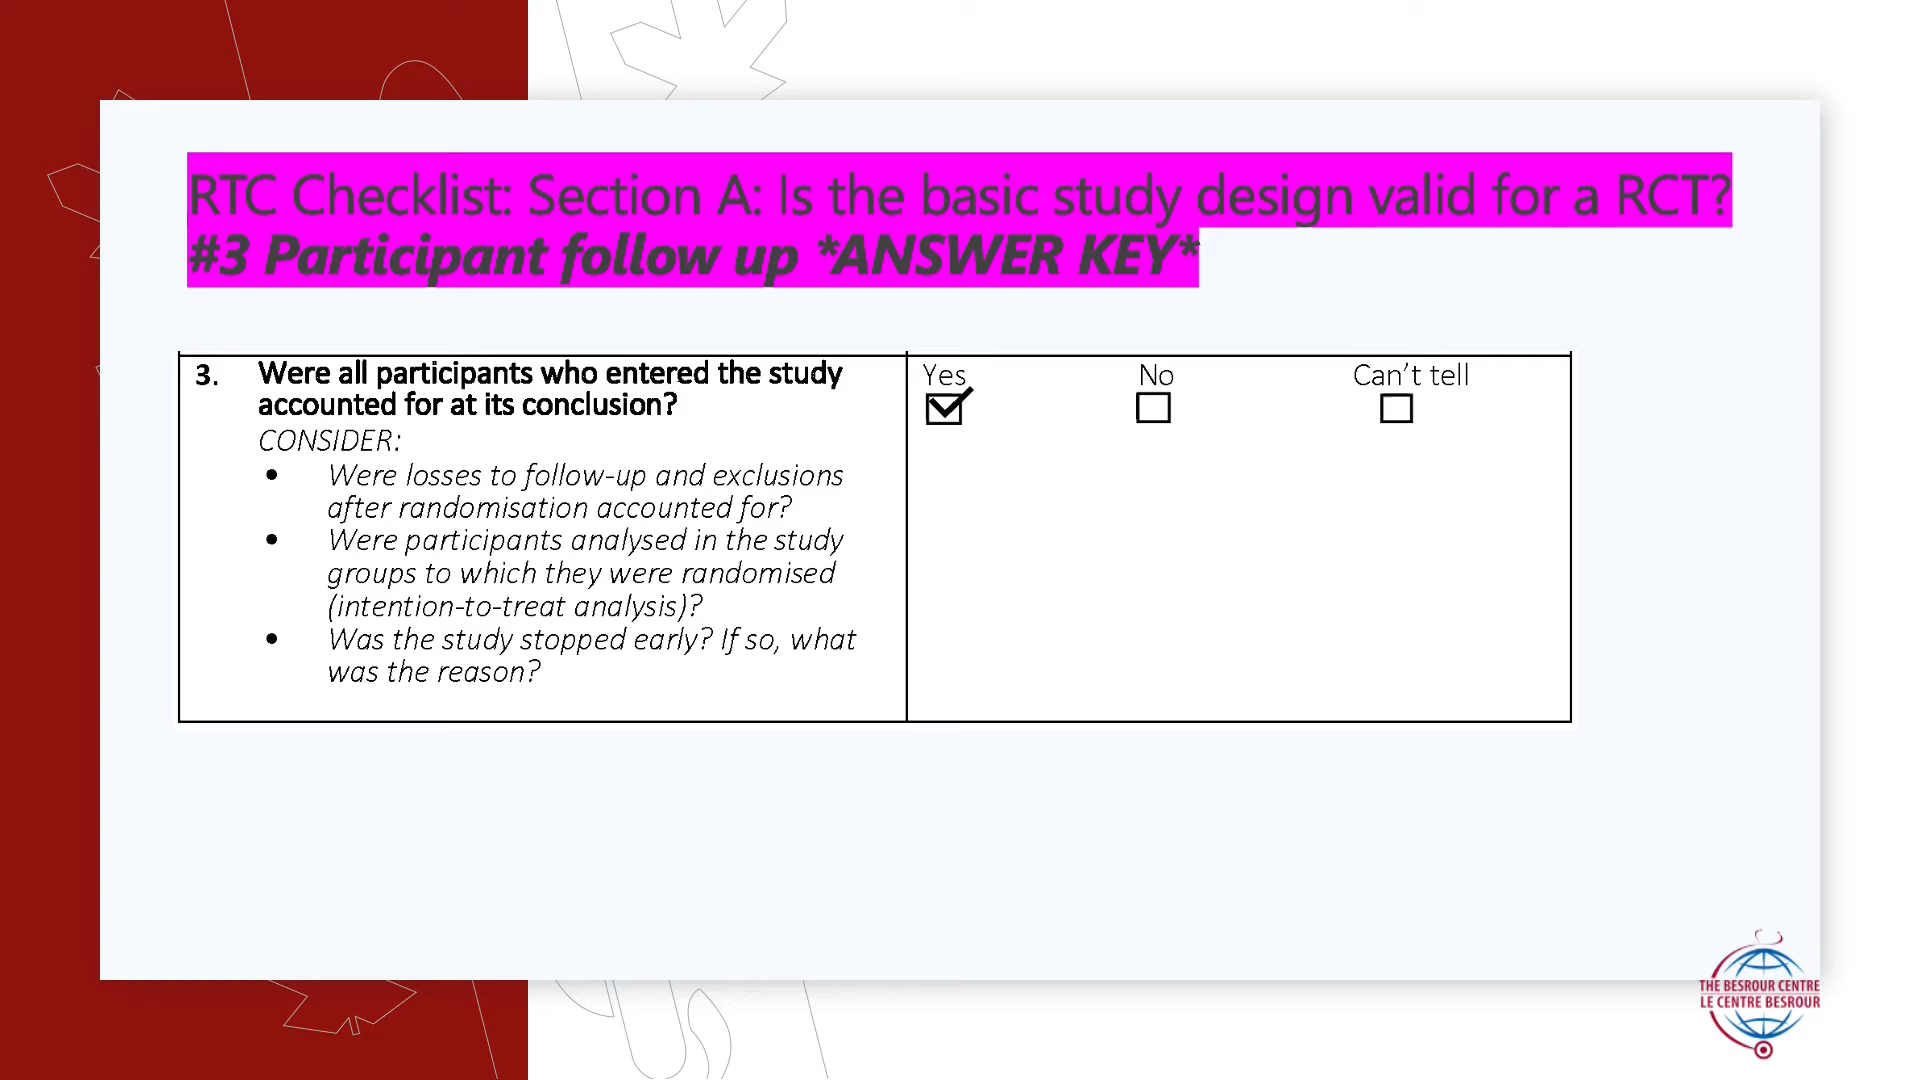 RTC Checklist: Section A: Is the basic study design valid for a RCT?
#3 Participant follow up *ANSWER KEY*
3. Were all participants who entered the study
accounted for at its conclusion?
Yes No Can't tell
CONSIDER:
• Were losses to follow-up and exclusions
after randomisation accounted for?
• Were participants analysed in the study
groups to which they were randomised
(intention-to-treat analysis)?
• Was the study stopped early? If so, what
was the reason?
THE BESROUR CENTRE
LE CENTRE BESROUR